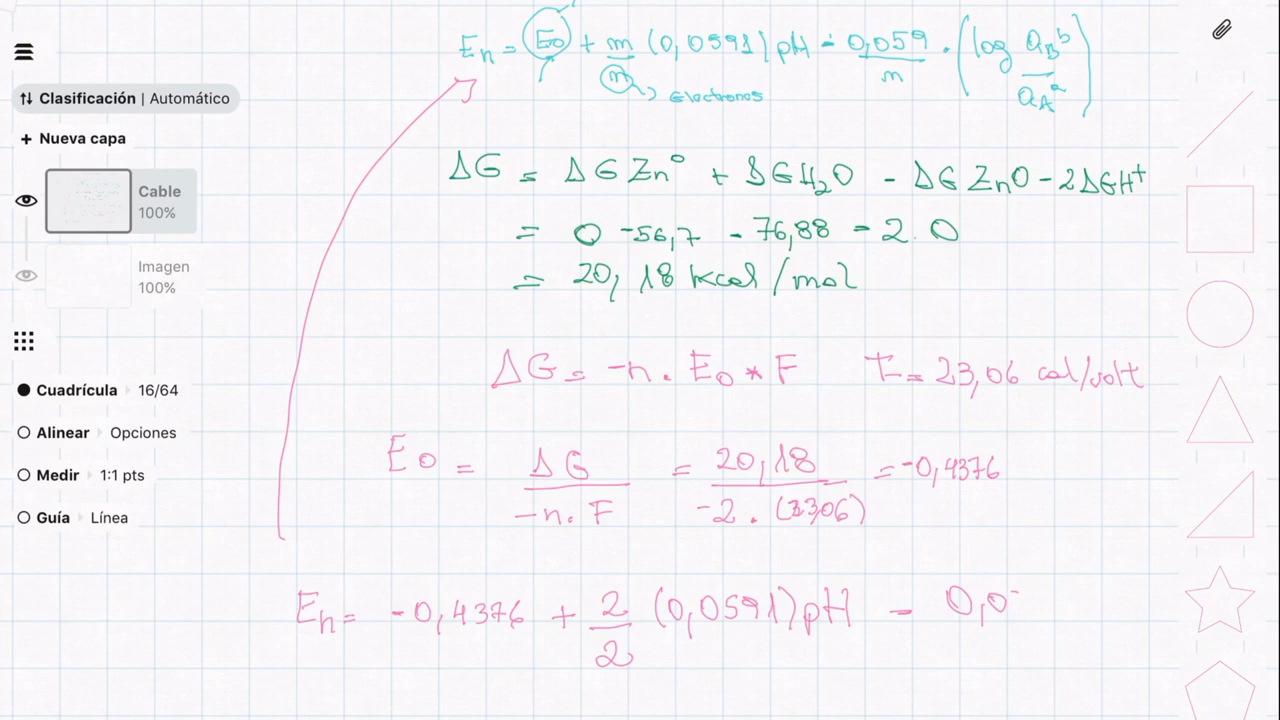 Eh = E0 + m/n (0,0591) pH - 0,059/n · (log aB^b/aA^a)
electronos
Clasificación | Automático
+ Nueva capa
Cable
100%
Imagen
100%
Cuadrícula 16/64
Alinear Opciones
Medir 1:1 pts
Guía Línea
ΔG = ΔG Zn° + ΔG H₂O - ΔG ZnO - 2ΔGH⁺
= 0 -56,7 - -76,88 - 2.0
= 20,18 kcal/mol
ΔG = -n. E0 * F F = 23,06 cal/volt
E0 = ΔG/-n.F = 20,18/-2.(23,06) = -0,4376
Eh = -0,4376 + 2/2 (0,0591) pH - 0,0